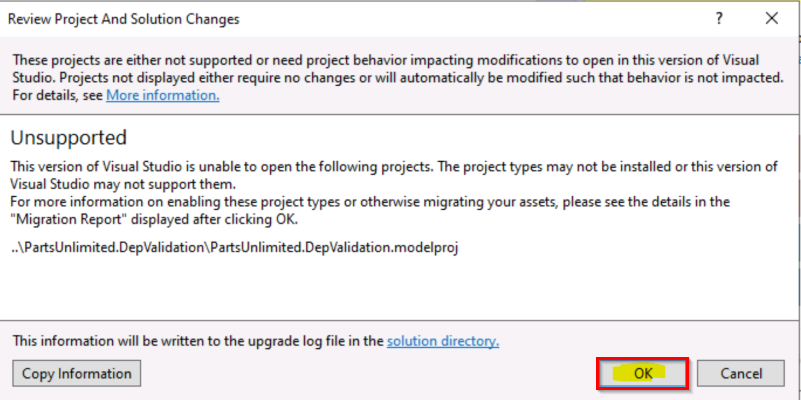 Review Project And Solution Changes
?
These projects are either not supported or need project behavior impacting modifications to open in this version of Visual
Studio. Projects not displayed either require no changes or will automatically be modified such that behavior is not impacted.
For details, see More information.
Unsupported
This version of Visual Studio is unable to open the following projects. The project types may not be installed or this version of
Visual Studio may not support them.
For more information on enabling these project types or otherwise migrating your assets, please see the details in the
"Migration Report" displayed after clicking OK.
..\PartsUnlimited.DepValidation\PartsUnlimited.DepValidation.modelproj
This information will be written to the upgrade log file in the solution directory.
Copy Information
OK
Cancel